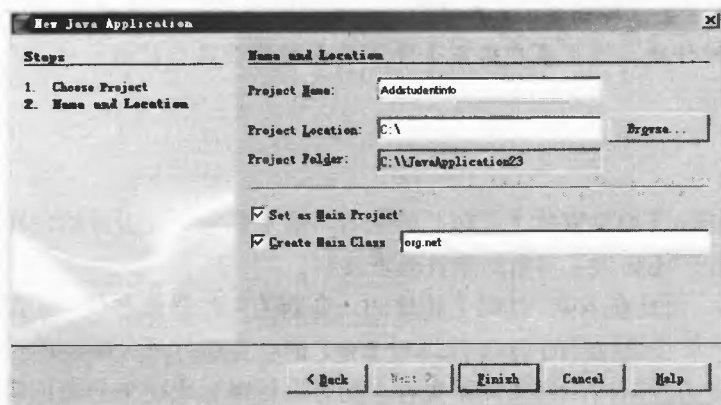 New Java Application
Steps
1. Choose Project
2. Name and Location
Name and Location
Project Name: Addstudentinfo
Project Location: C:\ Browse...
Project Folder: C:\\JavaApplication23
Set as Main Project
Create Main Class org.net
< Back Next > Finish Cancel Help